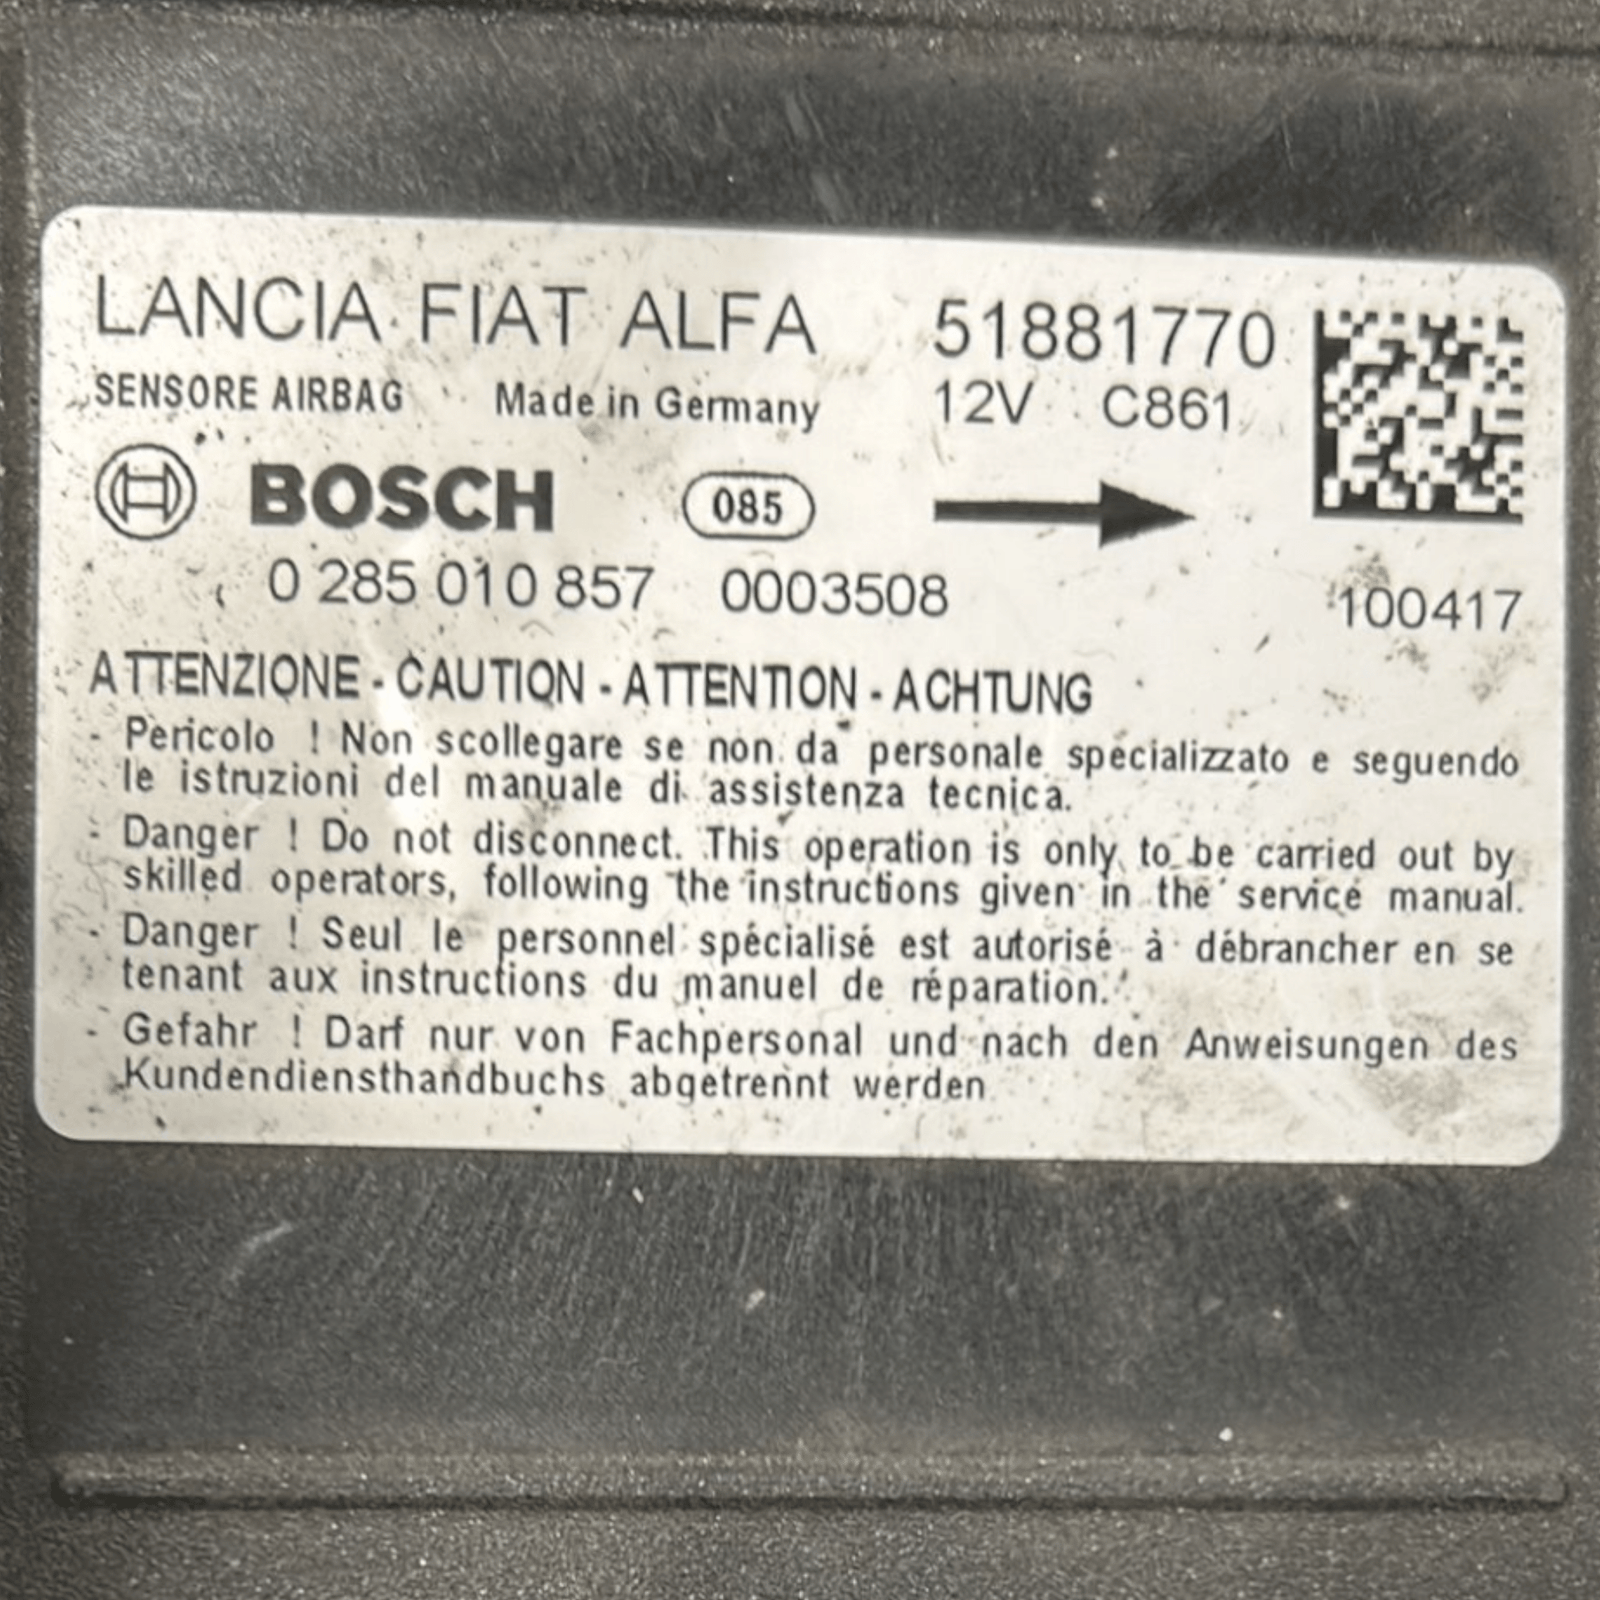 LANCIA FIAT ALFA 51881770
SENSORE AIRBAG Made in Germany 12V C861
BOSCH 085
0 285 010 857 0003508 100417
ATTENZIONE - CAUTION - ATTENTION - ACHTUNG
- Pericolo ! Non scollegare se non da personale specializzato e seguendo
le istruzioni del manuale di assistenza tecnica.
- Danger ! Do not disconnect. This operation is only to be carried out by
skilled operators, following the instructions given in the service manual.
- Danger ! Seul le personnel spécialisé est autorisé à débrancher en se
tenant aux instructions du manuel de réparation.
- Gefahr ! Darf nur von Fachpersonal und nach den Anweisungen des
Kundendiensthandbuchs abgetrennt werden